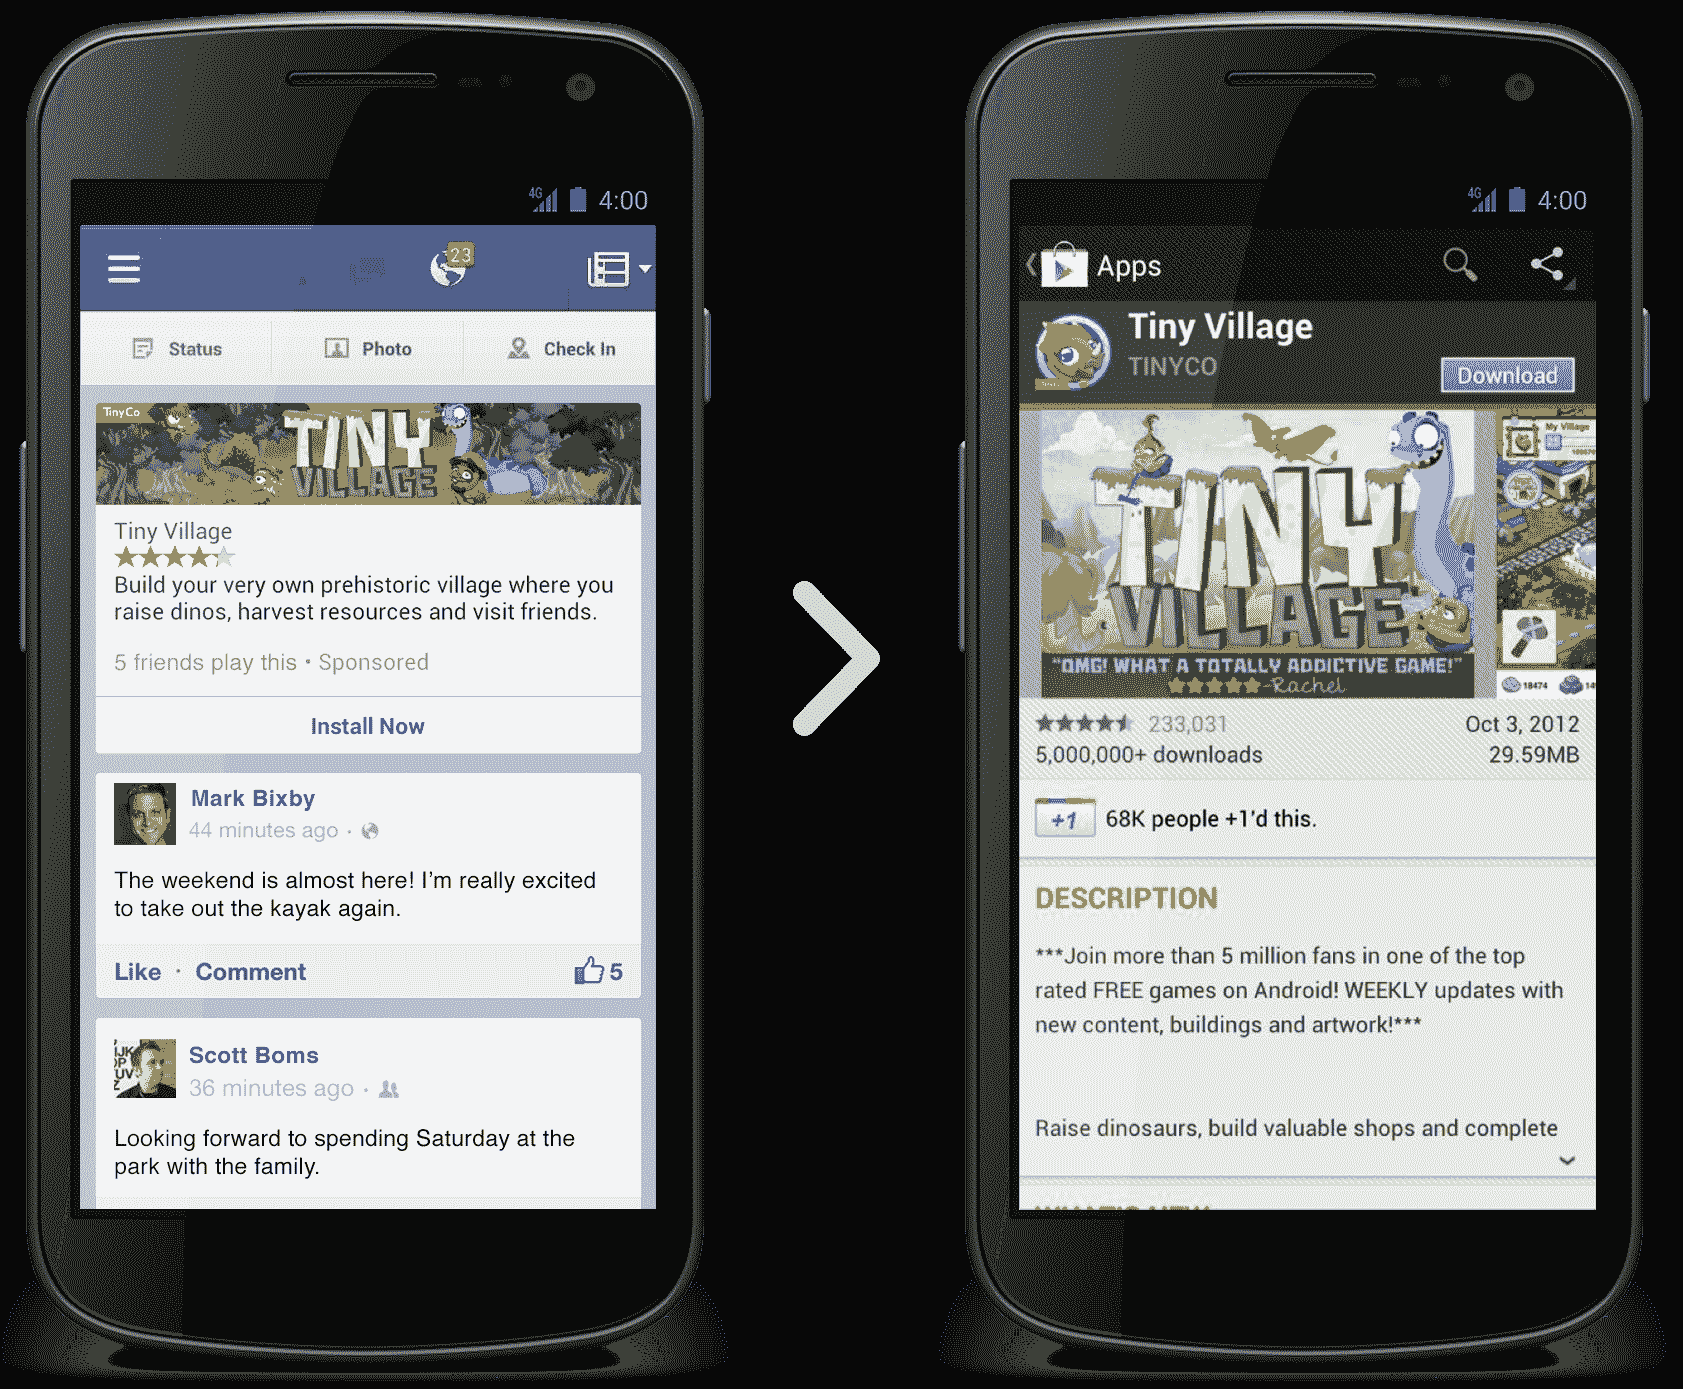 4G 4:00
23
Status Photo Check In
TinyCo
TINY
VILLAGE
Tiny Village
Build your very own prehistoric village where you
raise dinos, harvest resources and visit friends.
5 friends play this • Sponsored
Install Now
Mark Bixby
44 minutes ago ·
The weekend is almost here! I'm really excited
to take out the kayak again.
Like · Comment 5
Scott Boms
36 minutes ago ·
Looking forward to spending Saturday at the
park with the family.
4G 4:00
Apps
Tiny Village
TINYCO
Download
TINY
VILLAGE
"OMG! WHAT A TOTALLY ADDICTIVE GAME!"
-Rachel
My Village
18474
233,031 Oct 3, 2012
5,000,000+ downloads 29.59MB
+1 68K people +1'd this.
DESCRIPTION
***Join more than 5 million fans in one of the top
rated FREE games on Android! WEEKLY updates with
new content, buildings and artwork!***
Raise dinosaurs, build valuable shops and complete